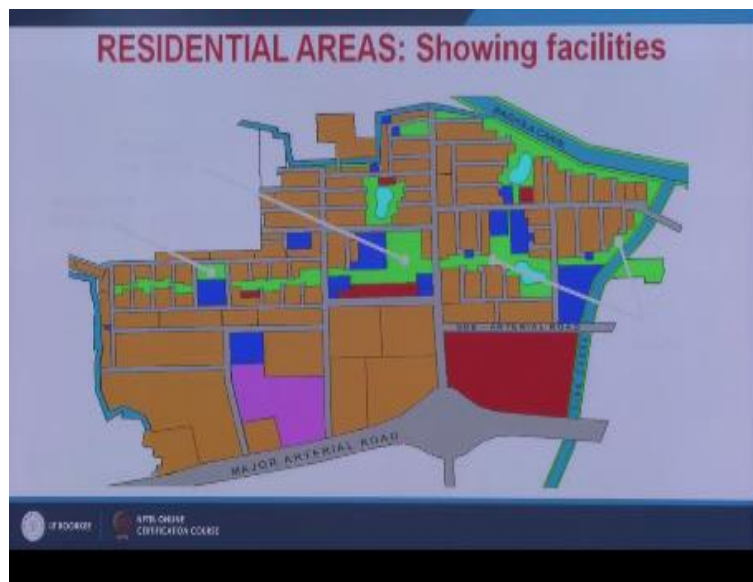 RESIDENTIAL AREAS: Showing facilities
SUB - ARTERIAL ROAD
MAJOR ARTERIAL ROAD
IIT ROORKEE
NPTEL ONLINE
CERTIFICATION COURSE